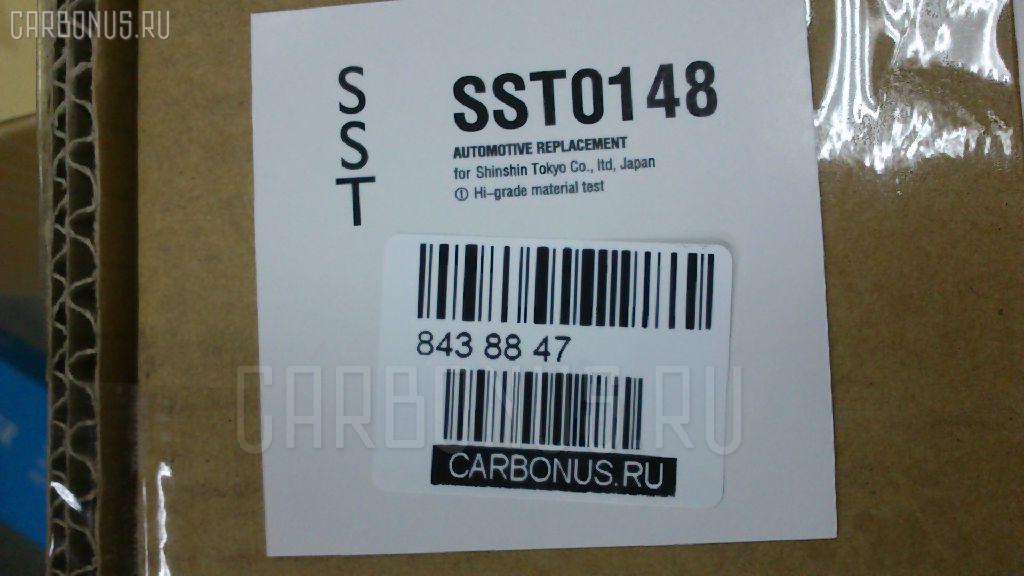 CARBONUS.RU
S
S
T
SST0148
AUTOMOTIVE REPLACEMENT
for Shinshin Tokyo Co., ltd, Japan
① Hi-grade material test
843 88 47
CARBONUS.RU
CARBONUS.RU